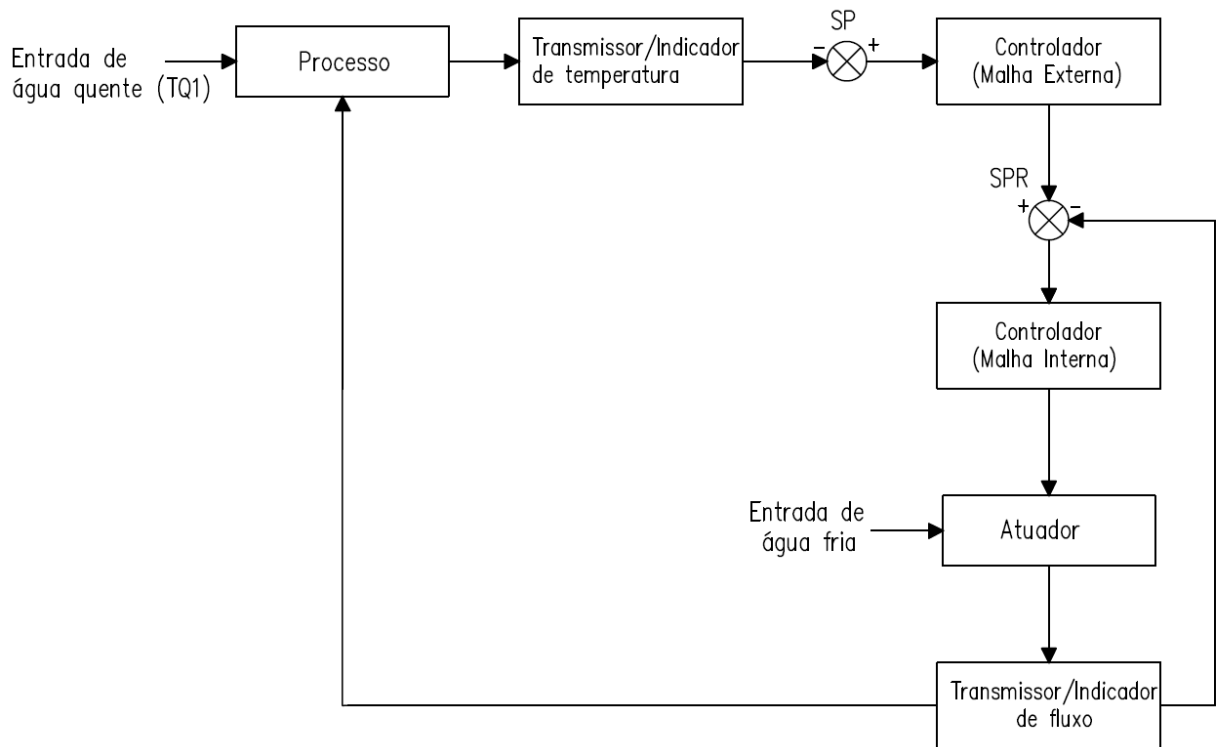 Entrada de
água quente (TQ1)
Processo
Transmissor/Indicador
de temperatura
SP
- +
Controlador
(Malha Externa)
SPR
+ -
Controlador
(Malha Interna)
Entrada de
água fria
Atuador
Transmissor/Indicador
de fluxo